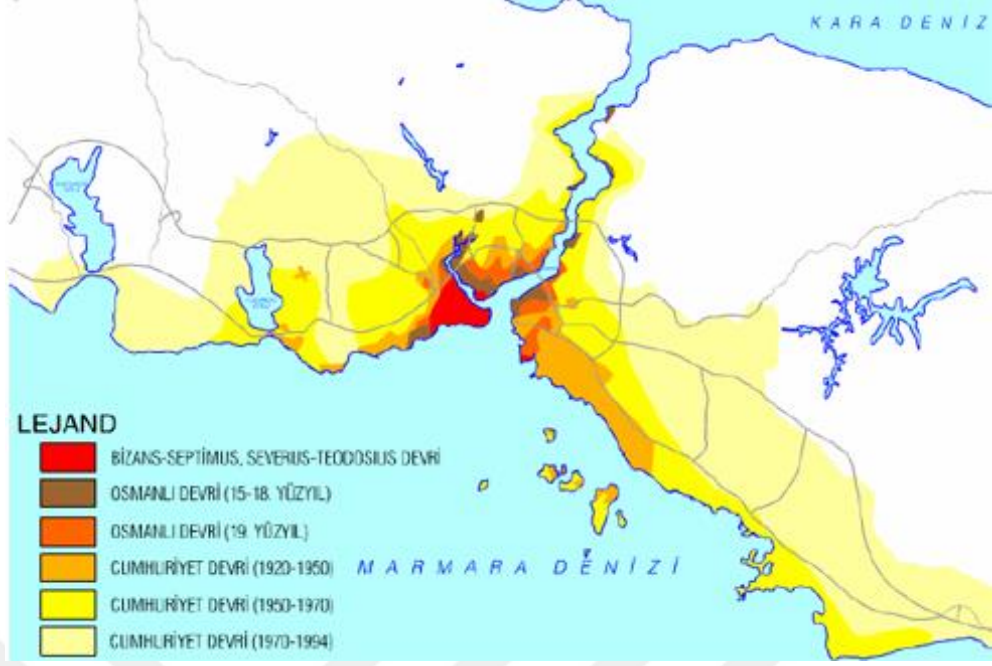 KARA DENİZ
LEJAND
BİZANS-SEPTİMUS, SEVERUS-TEODOSIUS DEVRİ
OSMANLI DEVRİ (15-18. YÜZYIL)
OSMANLI DEVRİ (19. YÜZYIL)
CUMHURİYET DEVRİ (1920-1950)
MARMARA DENİZİ
CUMHURİYET DEVRİ (1950-1970)
CUMHURİYET DEVRİ (1970-1994)